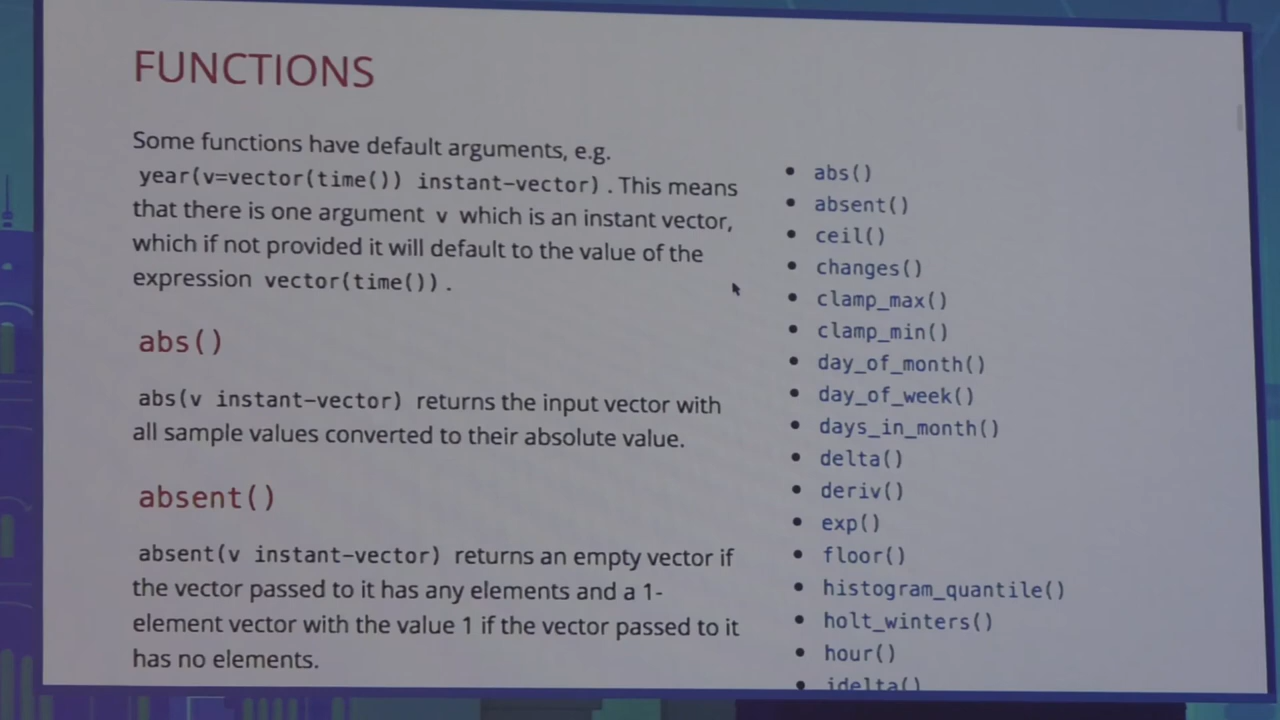 FUNCTIONS
Some functions have default arguments, e.g.
year(v=vector(time()) instant-vector) . This means
that there is one argument v which is an instant vector,
which if not provided it will default to the value of the
expression vector(time()) .
abs()
abs(v instant-vector) returns the input vector with
all sample values converted to their absolute value.
absent()
absent(v instant-vector) returns an empty vector if
the vector passed to it has any elements and a 1-
element vector with the value 1 if the vector passed to it
has no elements.
• abs()
• absent()
• ceil()
• changes()
• clamp_max()
• clamp_min()
• day_of_month()
• day_of_week()
• days_in_month()
• delta()
• deriv()
• exp()
• floor()
• histogram_quantile()
• holt_winters()
• hour()
• idelta()